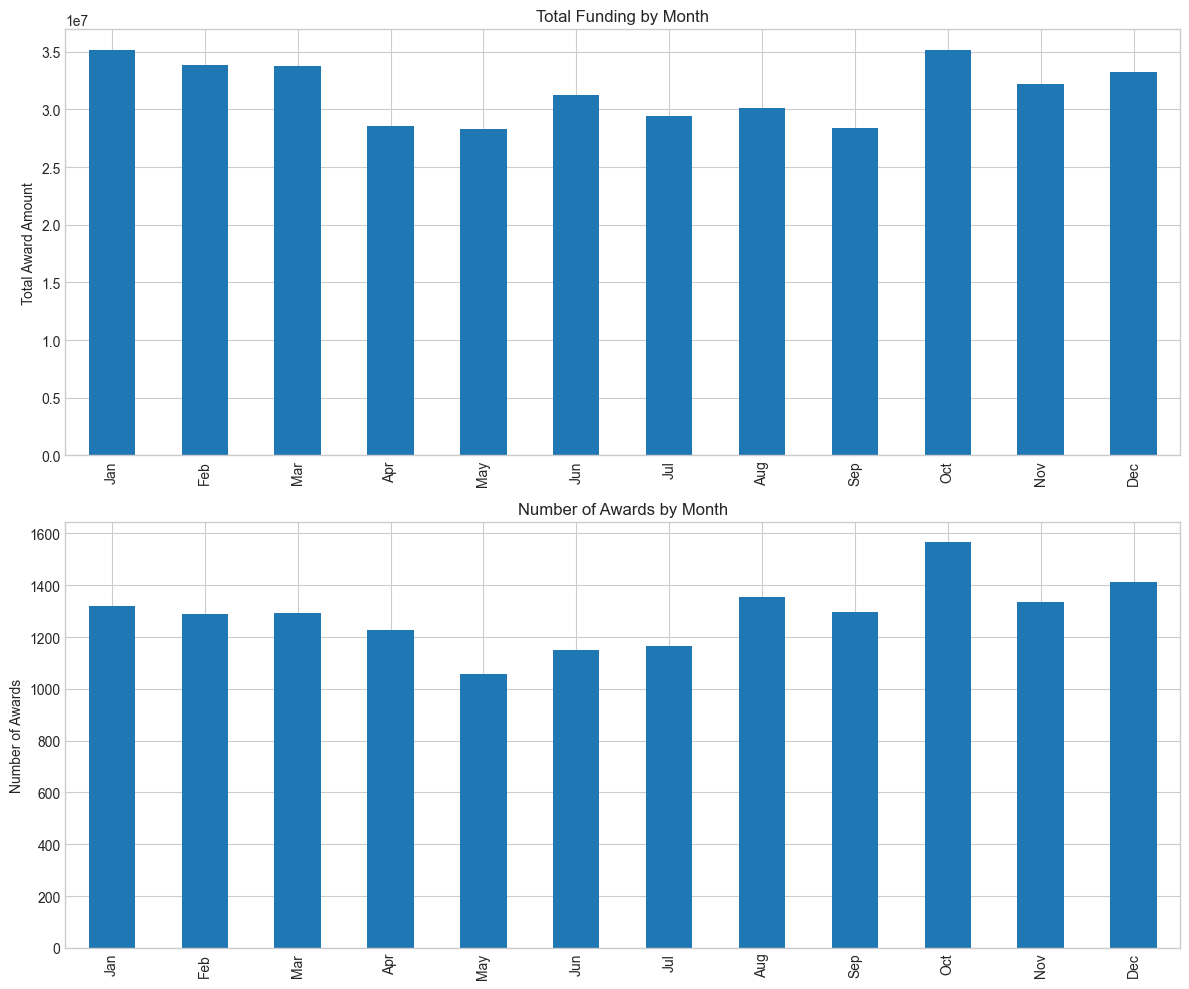 Total Funding by Month
1e7
Total Award Amount
3.5
3.0
2.5
2.0
1.5
1.0
0.5
0.0
Jan
Feb
Mar
Apr
May
Jun
Jul
Aug
Sep
Oct
Nov
Dec
Number of Awards by Month
Number of Awards
1600
1400
1200
1000
800
600
400
200
0
Jan
Feb
Mar
Apr
May
Jun
Jul
Aug
Sep
Oct
Nov
Dec